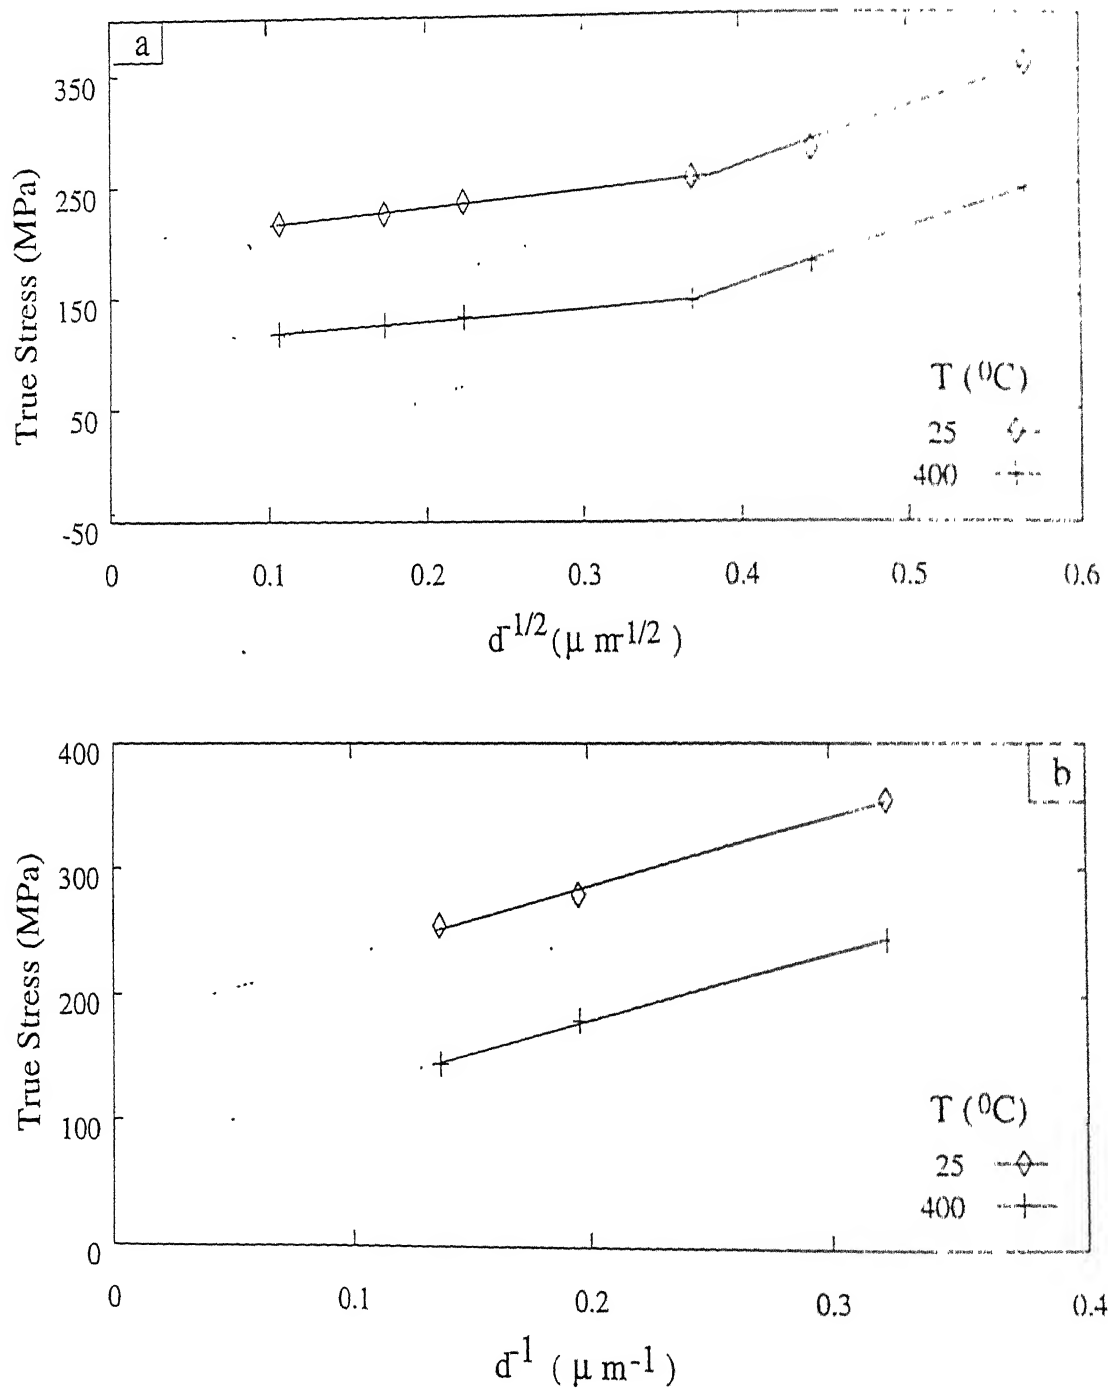 a
350
250
150
50
-50
True Stress (MPa)
T (⁰C)
25
400
0 0.1 0.2 0.3 0.4 0.5 0.6
d-1/2 (μ m-1/2 )
b
400
300
200
100
0
True Stress (MPa)
T (⁰C)
25
400
0 0.1 0.2 0.3 0.4
d-1 ( μ m-1 )